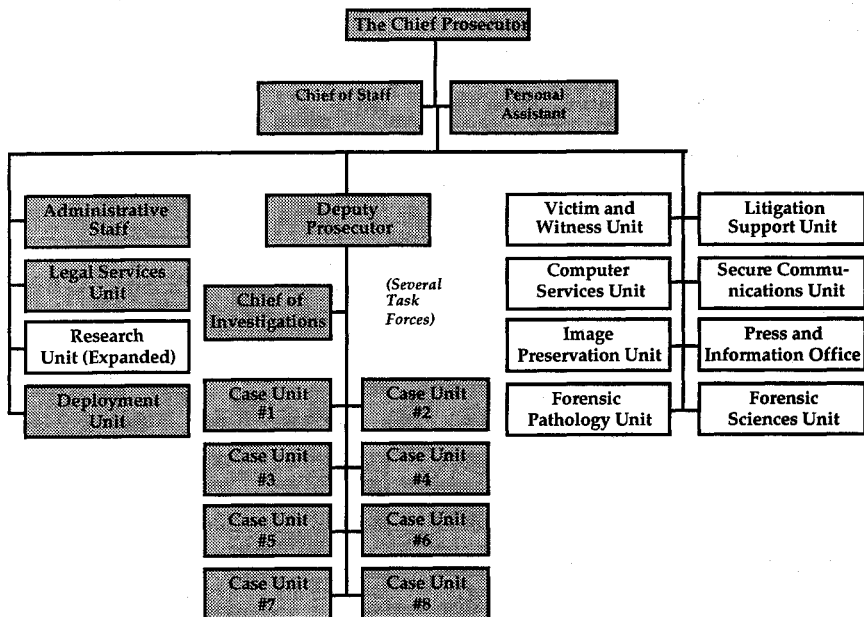 The Chief Prosecutor
Chief of Staff
Personal
Assistant
Administrative
Staff
Legal Services
Unit
Research
Unit (Expanded)
Deployment
Unit
Deputy
Prosecutor
Chief of
Investigations
(Several
Task
Forces)
Case Unit
#1
Case Unit
#2
Case Unit
#3
Case Unit
#4
Case Unit
#5
Case Unit
#6
Case Unit
#7
Case Unit
#8
Victim and
Witness Unit
Litigation
Support Unit
Computer
Services Unit
Secure Commu-
nications Unit
Image
Preservation Unit
Press and
Information Office
Forensic
Pathology Unit
Forensic
Sciences Unit